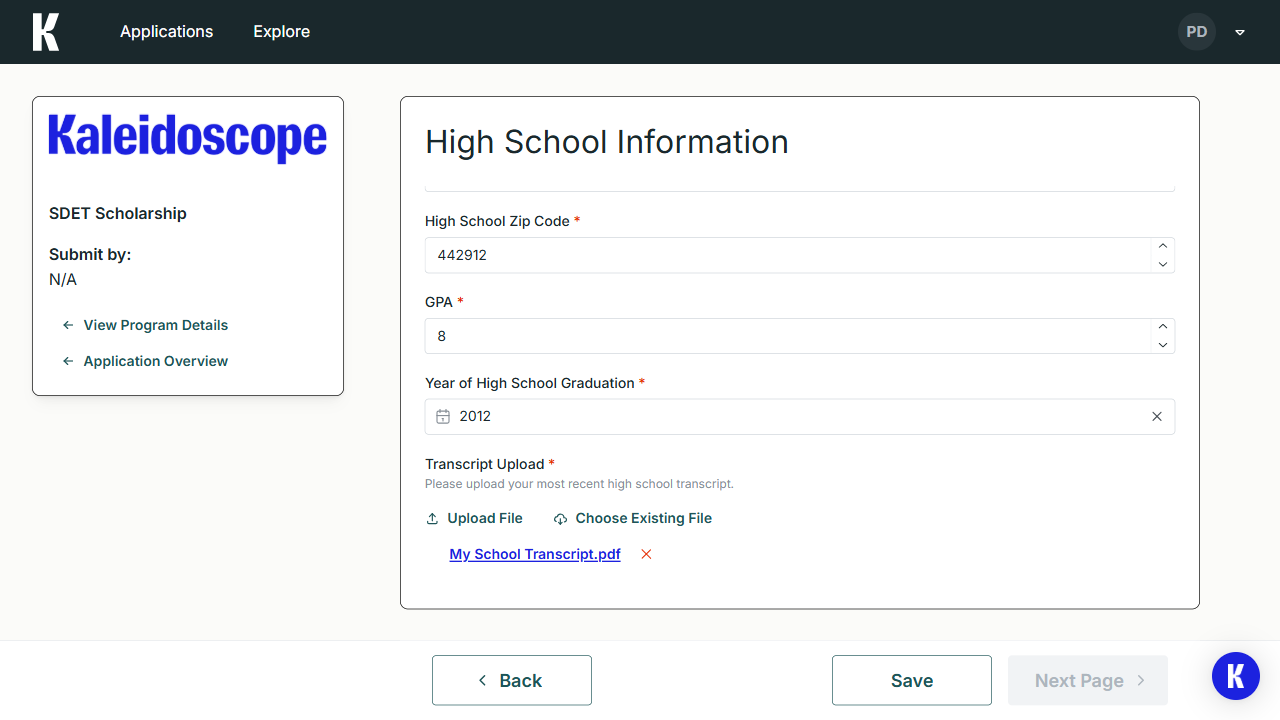 K
Applications
Explore
PD
Kaleidoscope
SDET Scholarship
Submit by:
N/A
View Program Details
Application Overview
High School Information
High School Zip Code *
442912
GPA *
8
Year of High School Graduation *
2012
Transcript Upload *
Please upload your most recent high school transcript.
Upload File
Choose Existing File
My School Transcript.pdf
Back
Save
Next Page
K